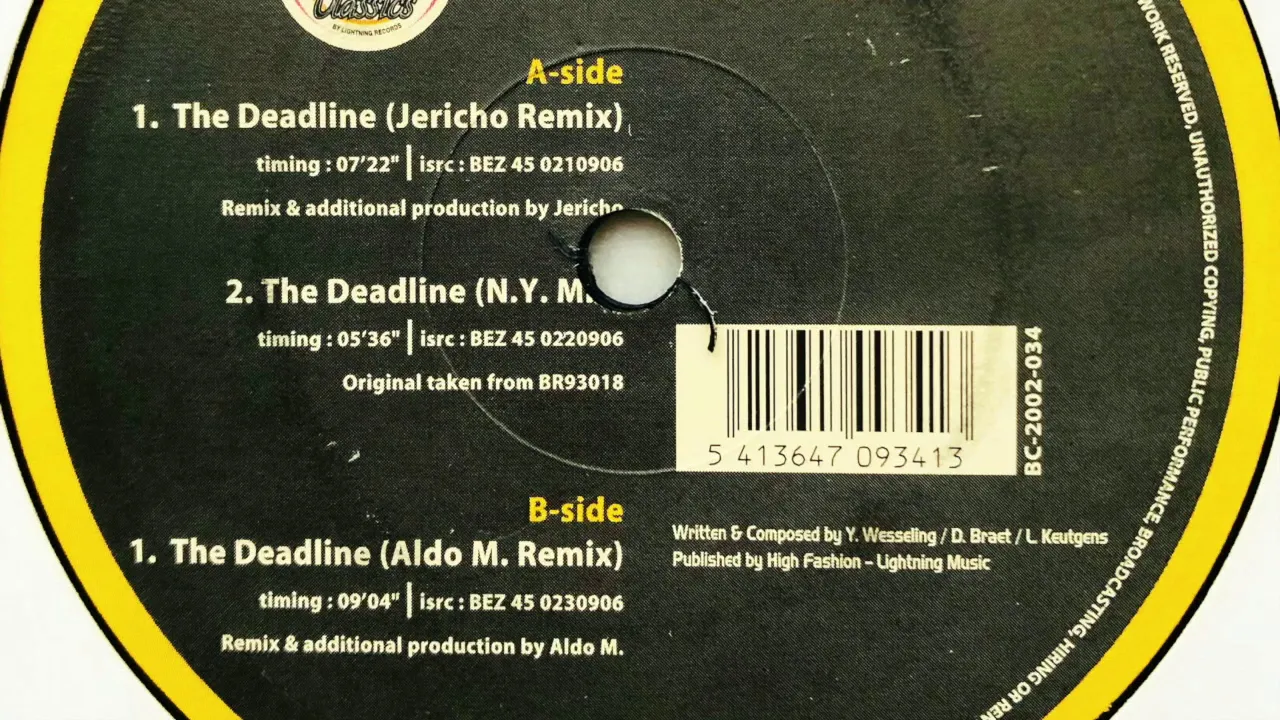 Classics
BY LIGHTNING RECORDS
A-side
1. The Deadline (Jericho Remix)
timing : 07'22" | isrc : BEZ 45 0210906
Remix & additional production by Jericho
2. The Deadline (N.Y. M.
timing : 05'36" | isrc : BEZ 45 0220906
Original taken from BR93018
5 413647 093413
BC-2002-034
B-side
1. The Deadline (Aldo M. Remix)
timing : 09'04" | isrc : BEZ 45 0230906
Remix & additional production by Aldo M.
Written & Composed by Y. Wesseling / D. Braet / L. Keutgens
Published by High Fashion – Lightning Music
WORK RESERVED, UNAUTHORIZED COPYING, PUBLIC PERFORMANCE, BROADCASTING, HIRING OR REN